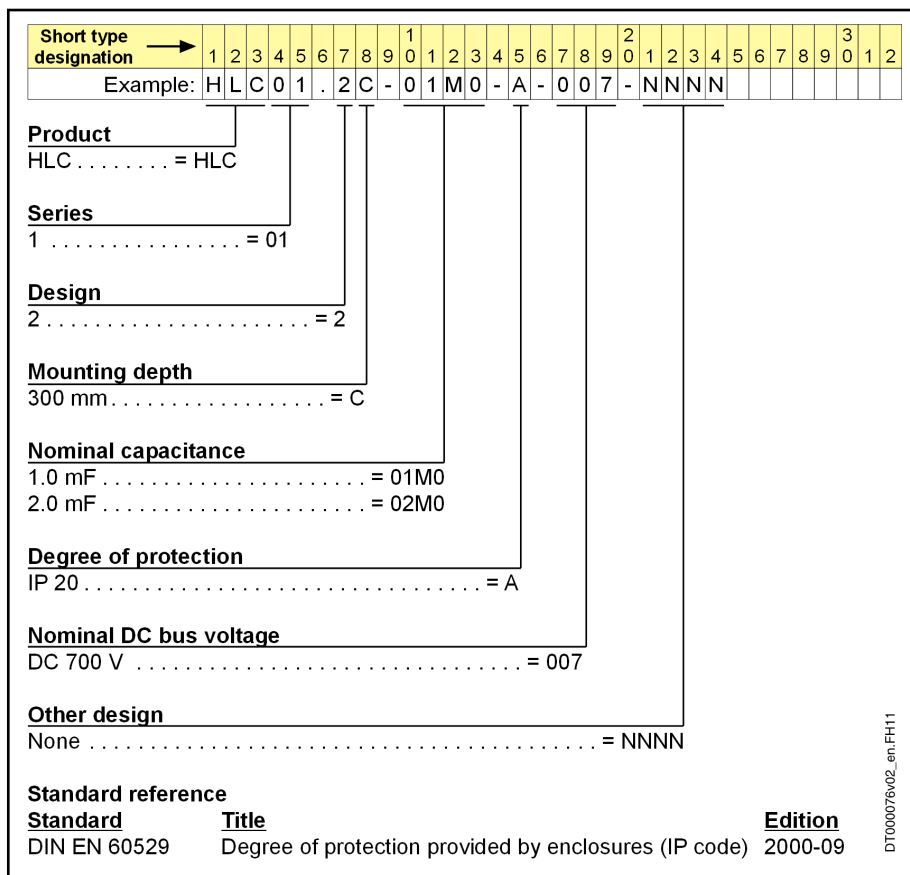 Short type designation 1 2 3 4 5 6 7 8 9 10 1 2 3 4 5 6 7 8 9 20 1 2 3 4 5 6 7 8 9 30 1 2
Example: H L C 0 1 . 2 C - 0 1 M 0 - A - 0 0 7 - N N N N
Product
HLC . . . . . . . . = HLC
Series
1 . . . . . . . . . . . . . . . . = 01
Design
2 . . . . . . . . . . . . . . . . . . . . . . = 2
Mounting depth
300 mm . . . . . . . . . . . . . . . . . . = C
Nominal capacitance
1.0 mF . . . . . . . . . . . . . . . . . . . . . . = 01M0
2.0 mF . . . . . . . . . . . . . . . . . . . . . . = 02M0
Degree of protection
IP 20 . . . . . . . . . . . . . . . . . . . . . . . . . . . . . . . . . = A
Nominal DC bus voltage
DC 700 V . . . . . . . . . . . . . . . . . . . . . . . . . . . . . . . . = 007
Other design
None . . . . . . . . . . . . . . . . . . . . . . . . . . . . . . . . . . . . . . . . . . = NNNN
Standard reference
Standard Title Edition
DIN EN 60529 Degree of protection provided by enclosures (IP code) 2000-09
DT000076v02_en.FH11